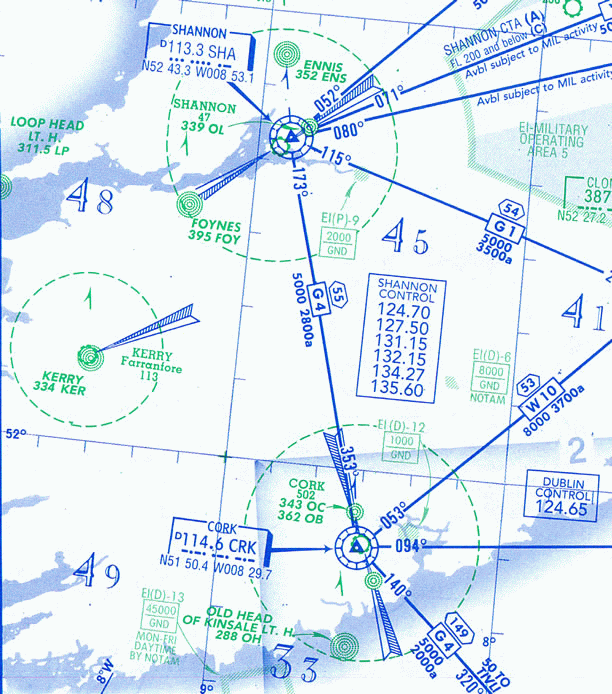 SHANNON
D113.3 SHA
N52 43.3 W008 53.1
ENNIS
352 ENS
SHANNON CTA (A)
FL 200 and below (C)
Avbl subject to MIL activity
Avbl subject to MIL activity
50
SHANNON
47
339 OL
052°
071°
080°
115°
173°
LOOP HEAD
LT. H.
311.5 LP
EI-MILITARY
OPERATING
AREA 5
CLO
387
N52 27.2
48
FOYNES
395 FOY
EI(P)-9
2000
GND
45
54
G 1
5000
3500a
G 4
55
5000 2800a
SHANNON
CONTROL
124.70
127.50
131.15
132.15
134.27
135.60
41
KERRY
Farranfore
113
KERRY
334 KER
EI(D)-6
8000
GND
NOTAM
53
W 10
8000 3700a
52°
EI(D)-12
1000
GND
353°
2
CORK
502
343 OC
362 OB
DUBLIN
CONTROL
124.65
053°
CORK
D114.6 CRK
N51 50.4 W008 29.7
094°
49
140°
EI(D)-13
45000
GND
MON-FRI
DAYTIME
BY NOTAM
OLD HEAD
OF KINSALE LT. H.
288 OH
33
149
G 4
5000
2000a
8°
50 TO
320°
8°W
9°